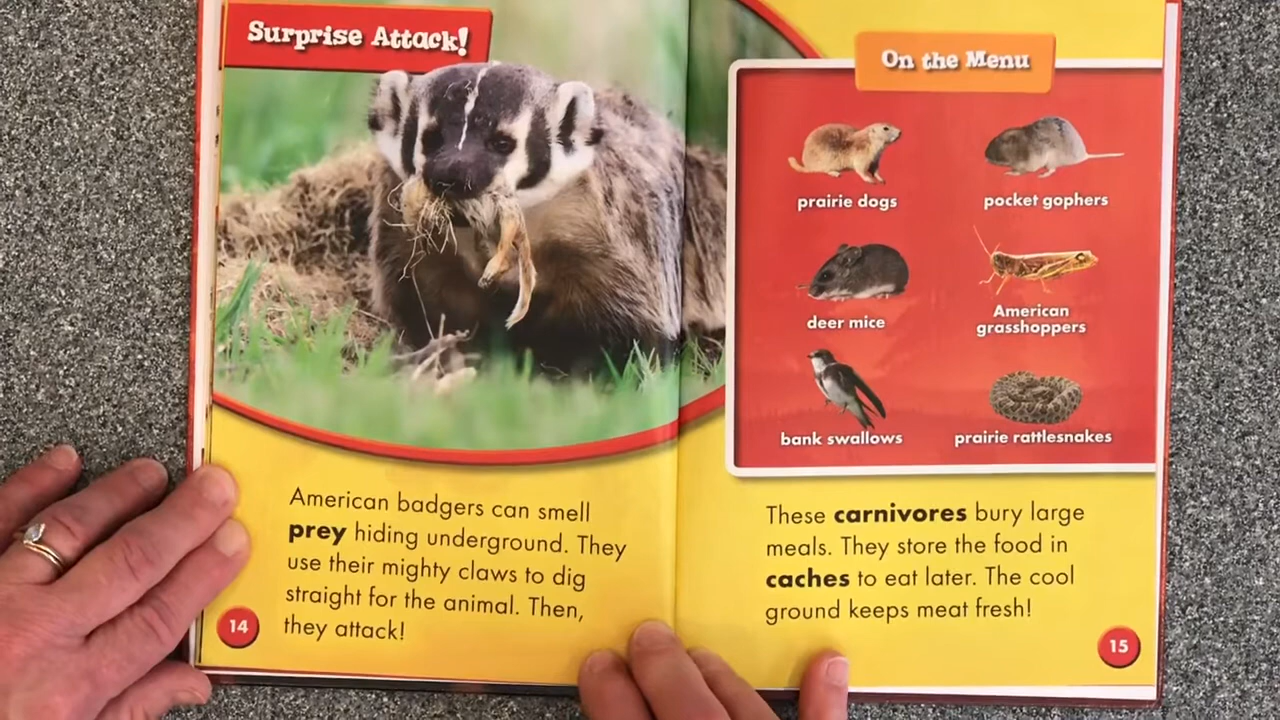 Surprise Attack!
American badgers can smell
prey hiding underground. They
use their mighty claws to dig
straight for the animal. Then,
they attack!
14
On the Menu
prairie dogs
pocket gophers
deer mice
American
grasshoppers
bank swallows
prairie rattlesnakes
These carnivores bury large
meals. They store the food in
caches to eat later. The cool
ground keeps meat fresh!
15